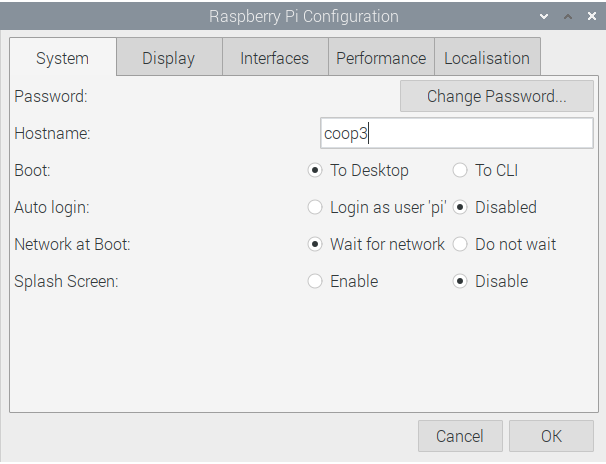 Raspberry Pi Configuration
System Display Interfaces Performance Localisation
Password: Change Password...
Hostname: coop3
Boot: To Desktop To CLI
Auto login: Login as user 'pi' Disabled
Network at Boot: Wait for network Do not wait
Splash Screen: Enable Disable
Cancel OK